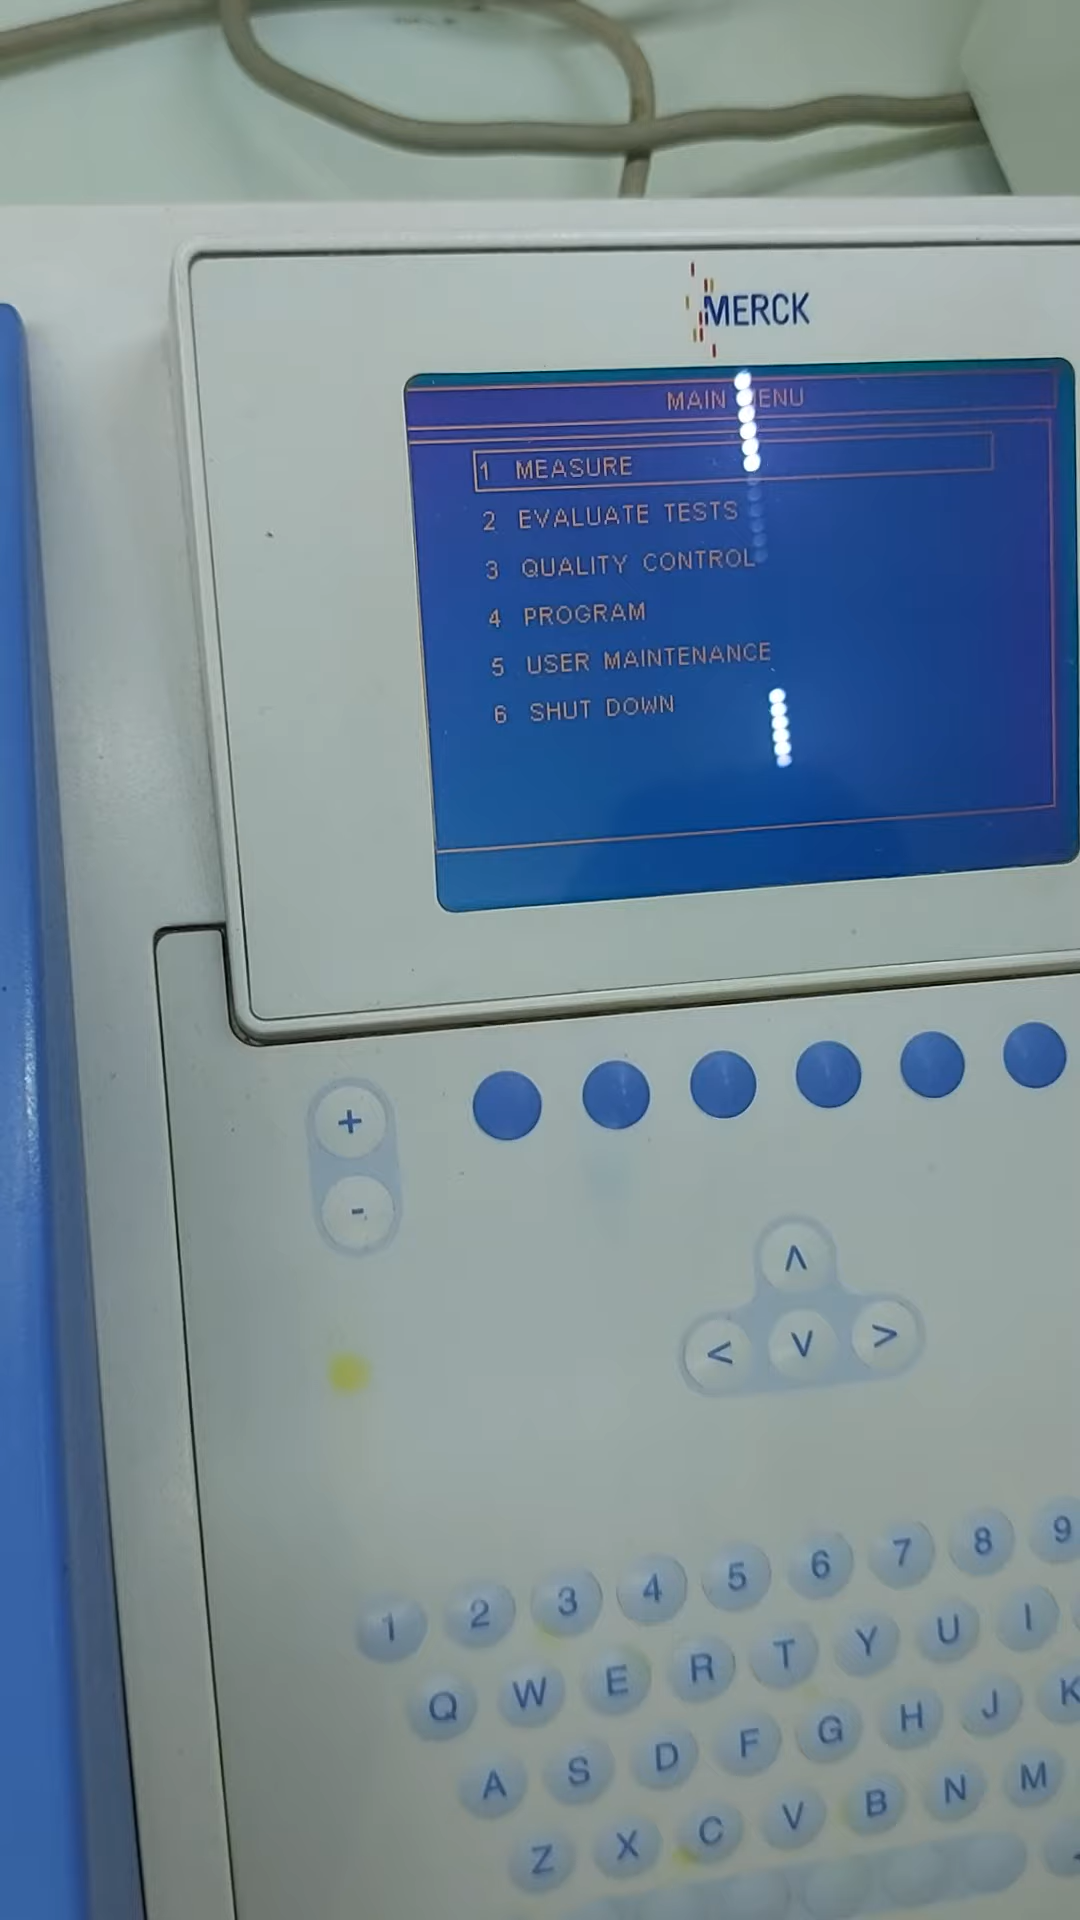 MERCK
MAIN MENU
1 MEASURE
2 EVALUATE TESTS
3 QUALITY CONTROL
4 PROGRAM
5 USER MAINTENANCE
6 SHUT DOWN
+
-
^
< V >
1 2 3 4 5 6 7 8 9
Q W E R T Y U I
A S D F G H J K
Z X C V B N M